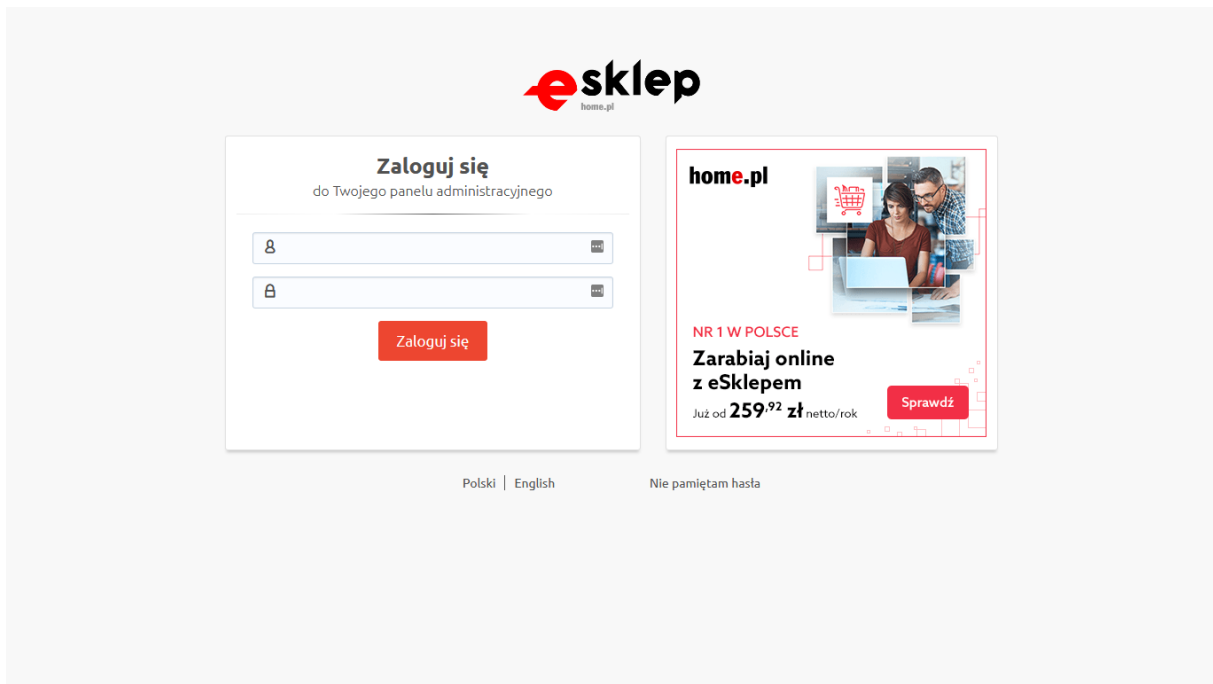 esklep
home.pl
Zaloguj się
do Twojego panelu administracyjnego
Zaloguj się
home.pl
NR 1 W POLSCE
Zarabiaj online
z eSklepem
Już od 259,92 zł netto/rok
Sprawdź
Polski | English
Nie pamiętam hasła